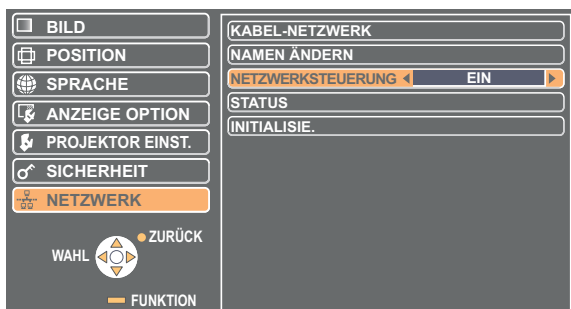 BILD
POSITION
SPRACHE
ANZEIGE OPTION
PROJEKTOR EINST.
SICHERHEIT
NETZWERK
ZURÜCK
WAHL
FUNKTION
KABEL-NETZWERK
NAMEN ÄNDERN
NETZWERKSTEUERUNG EIN
STATUS
INITIALISIE.